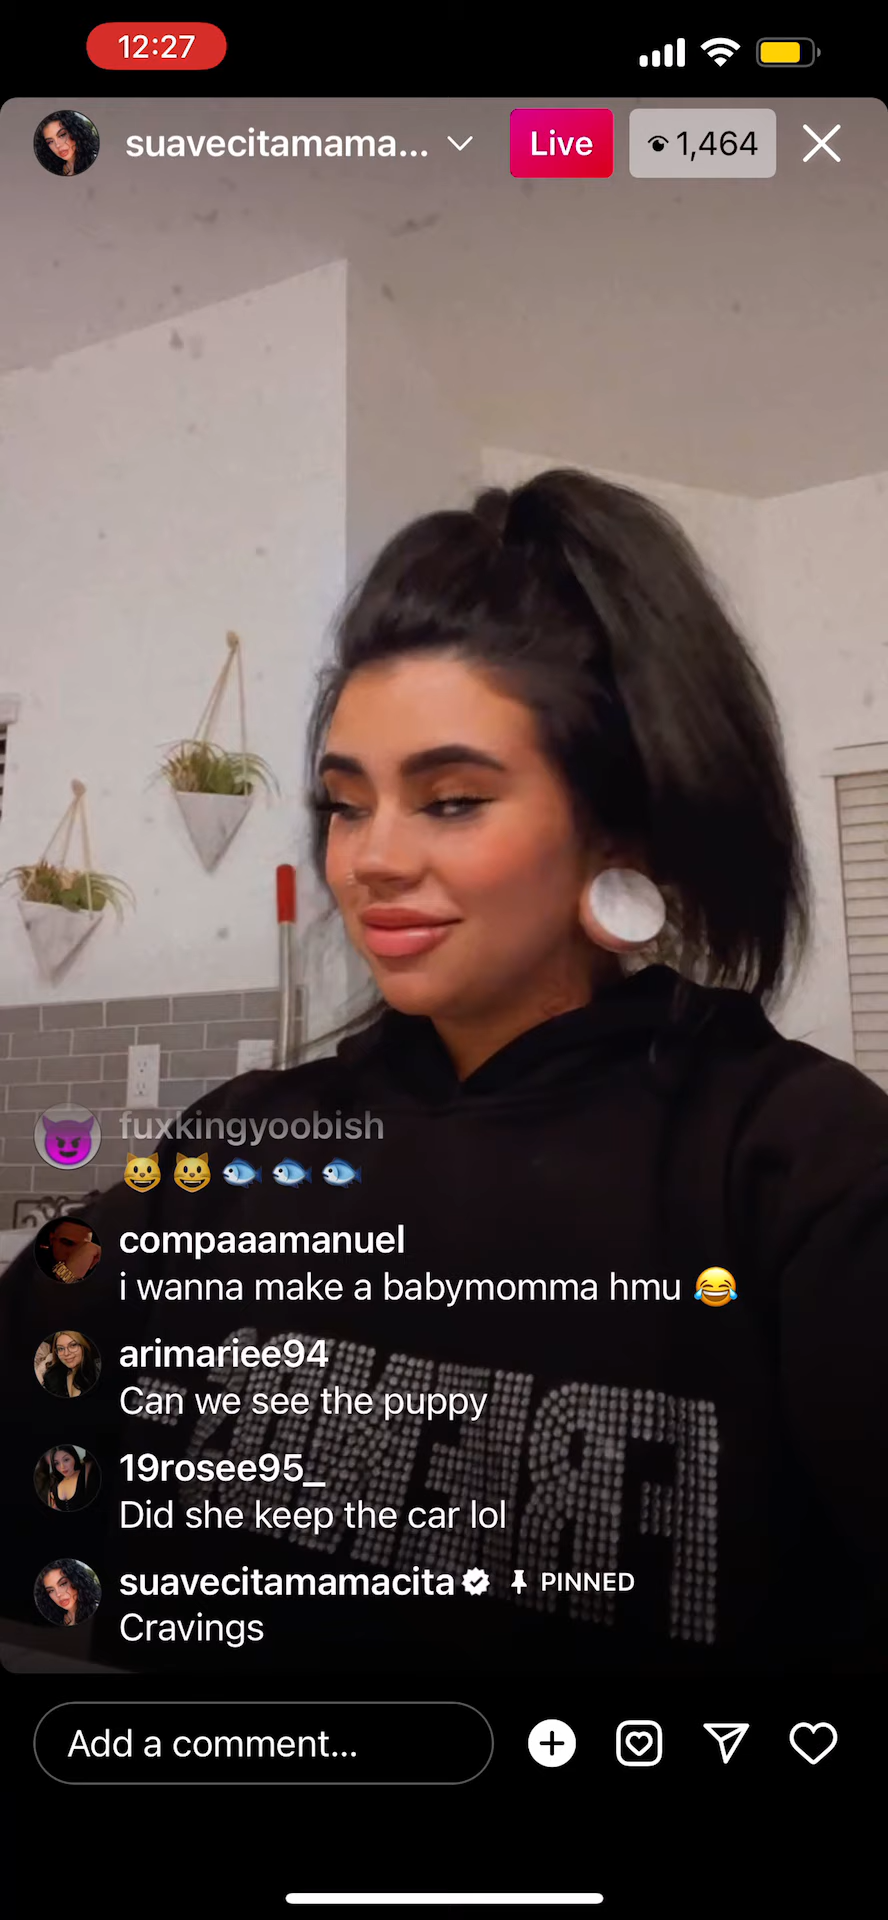 12:27
suavecitamama...
Live
1,464
fuxkingyoobish
😺 😺 🐟 🐟 🐟
compaaamanuel
i wanna make a babymomma hmu 😂
arimariee94
Can we see the puppy
19rosee95_
Did she keep the car lol
suavecitamamacita PINNED
Cravings
Add a comment...